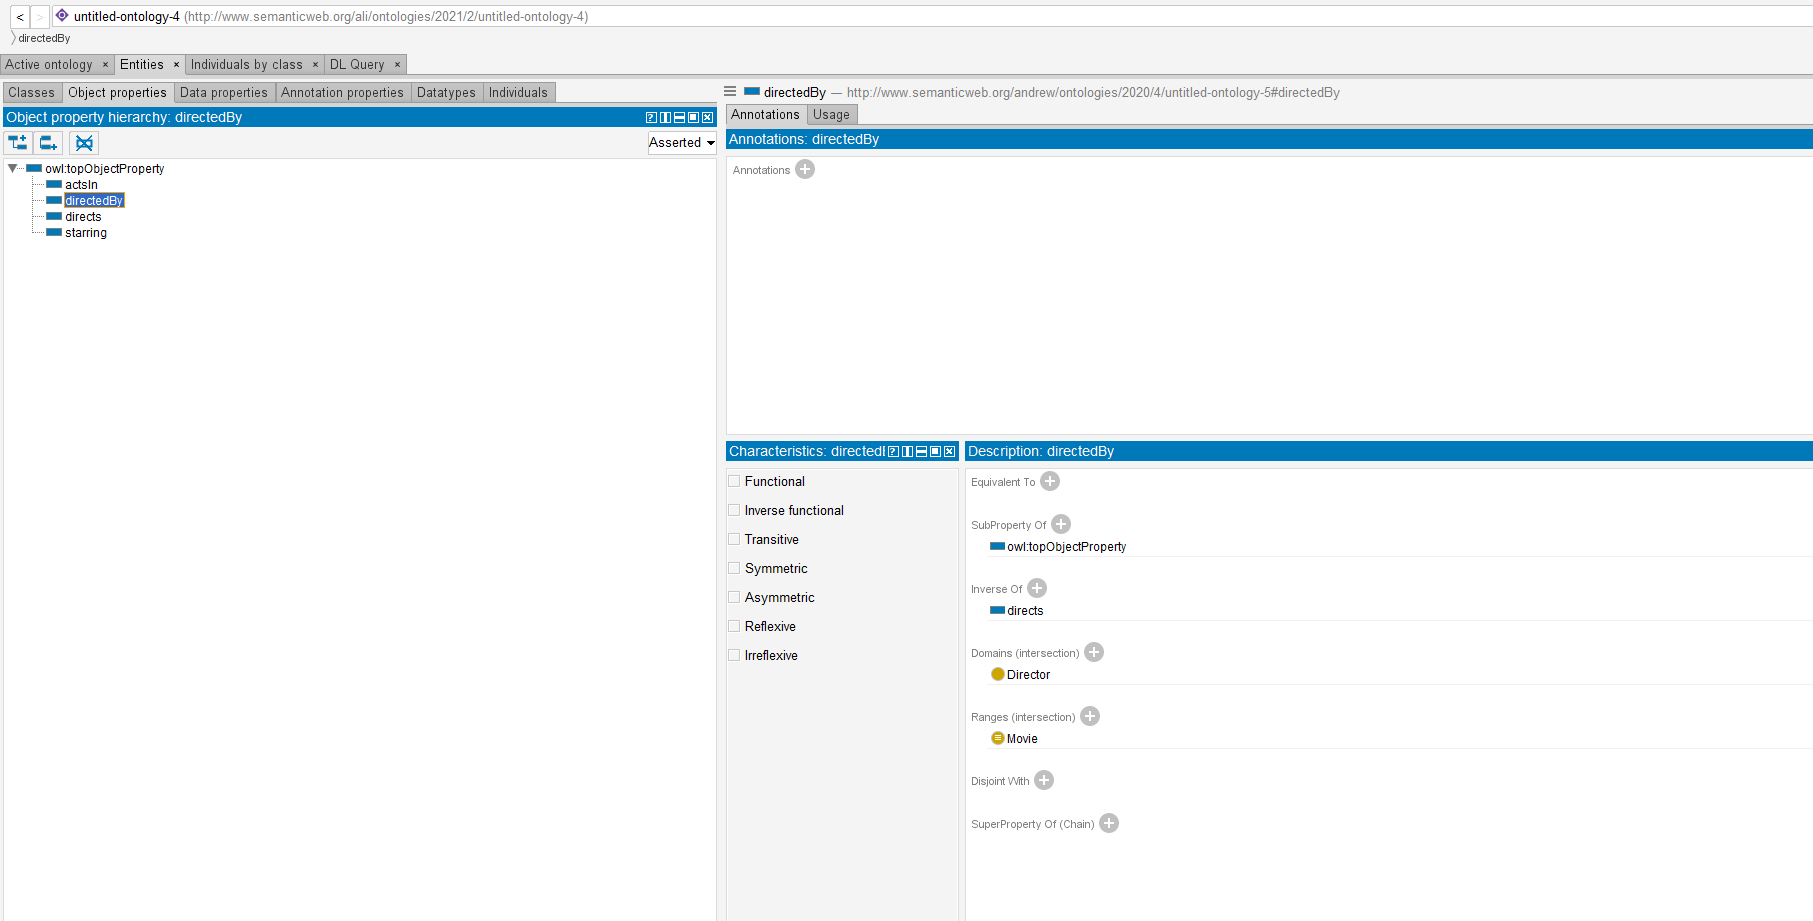 < > untitled-ontology-4 (http://www.semanticweb.org/ali/ontologies/2021/2/untitled-ontology-4)
directedBy
Active ontology × Entities × Individuals by class × DL Query ×
Classes Object properties Data properties Annotation properties Datatypes Individuals
Object property hierarchy: directedBy
Asserted
owl:topObjectProperty
actsIn
directedBy
directs
starring
directedBy — http://www.semanticweb.org/andrew/ontologies/2020/4/untitled-ontology-5#directedBy
Annotations Usage
Annotations: directedBy
Annotations
Characteristics: directed
Functional
Inverse functional
Transitive
Symmetric
Asymmetric
Reflexive
Irreflexive
Description: directedBy
Equivalent To
SubProperty Of
owl:topObjectProperty
Inverse Of
directs
Domains (intersection)
Director
Ranges (intersection)
Movie
Disjoint With
SuperProperty Of (Chain)